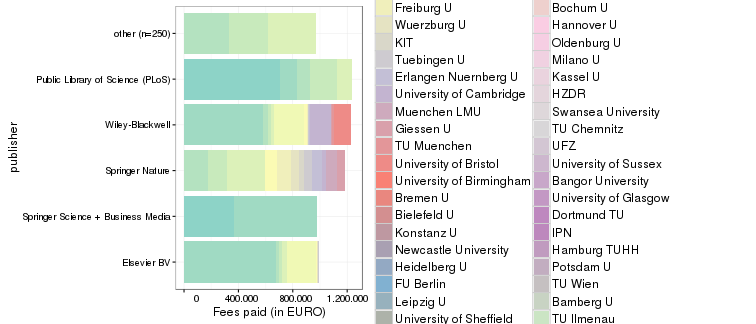 publisher
other (n=250)
Public Library of Science (PLoS)
Wiley-Blackwell
Springer Nature
Springer Science + Business Media
Elsevier BV
0 400.000 800.000 1.200.000
Fees paid (in EURO)
Freiburg U
Wuerzburg U
KIT
Tuebingen U
Erlangen Nuernberg U
University of Cambridge
Muenchen LMU
Giessen U
TU Muenchen
University of Bristol
University of Birmingham
Bremen U
Bielefeld U
Konstanz U
Newcastle University
Heidelberg U
FU Berlin
Leipzig U
University of Sheffield
Bochum U
Hannover U
Oldenburg U
Milano U
Kassel U
HZDR
Swansea University
TU Chemnitz
UFZ
University of Sussex
Bangor University
University of Glasgow
Dortmund TU
IPN
Hamburg TUHH
Potsdam U
TU Wien
Bamberg U
TU Ilmenau